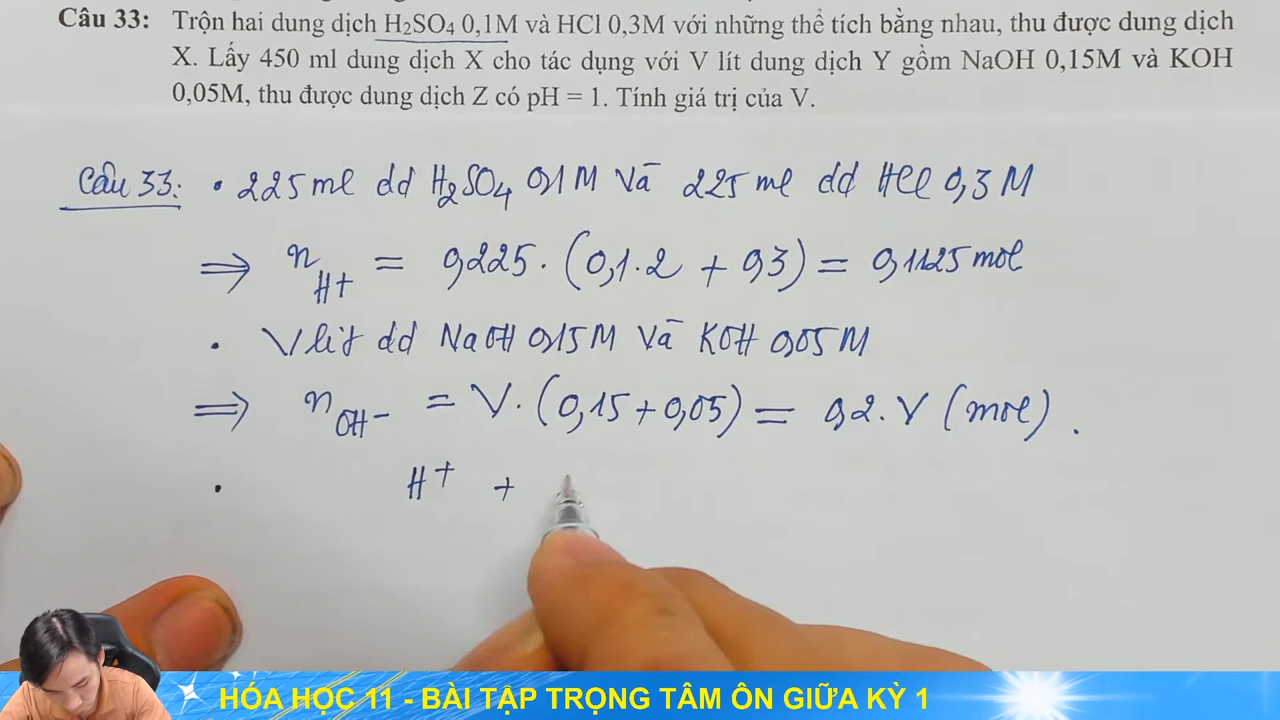 Câu 33: Trộn hai dung dịch H₂SO₄ 0,1M và HCl 0,3M với những thể tích bằng nhau, thu được dung dịch
X. Lấy 450 ml dung dịch X cho tác dụng với V lít dung dịch Y gồm NaOH 0,15M và KOH
0,05M, thu được dung dịch Z có pH = 1. Tính giá trị của V.
Câu 33: • 225 ml dd H₂SO₄ 0,1M và 225 ml dd HCl 0,3M
⇒ n H+ = 0,225 . (0,1.2 + 0,3) = 0,1125 mol
• V lít dd NaOH 0,15M và KOH 0,05M
⇒ n OH− = V. (0,15 + 0,05) = 0,2. V (mol).
• H⁺ +
HÓA HỌC 11 - BÀI TẬP TRỌNG TÂM ÔN GIỮA KỲ 1